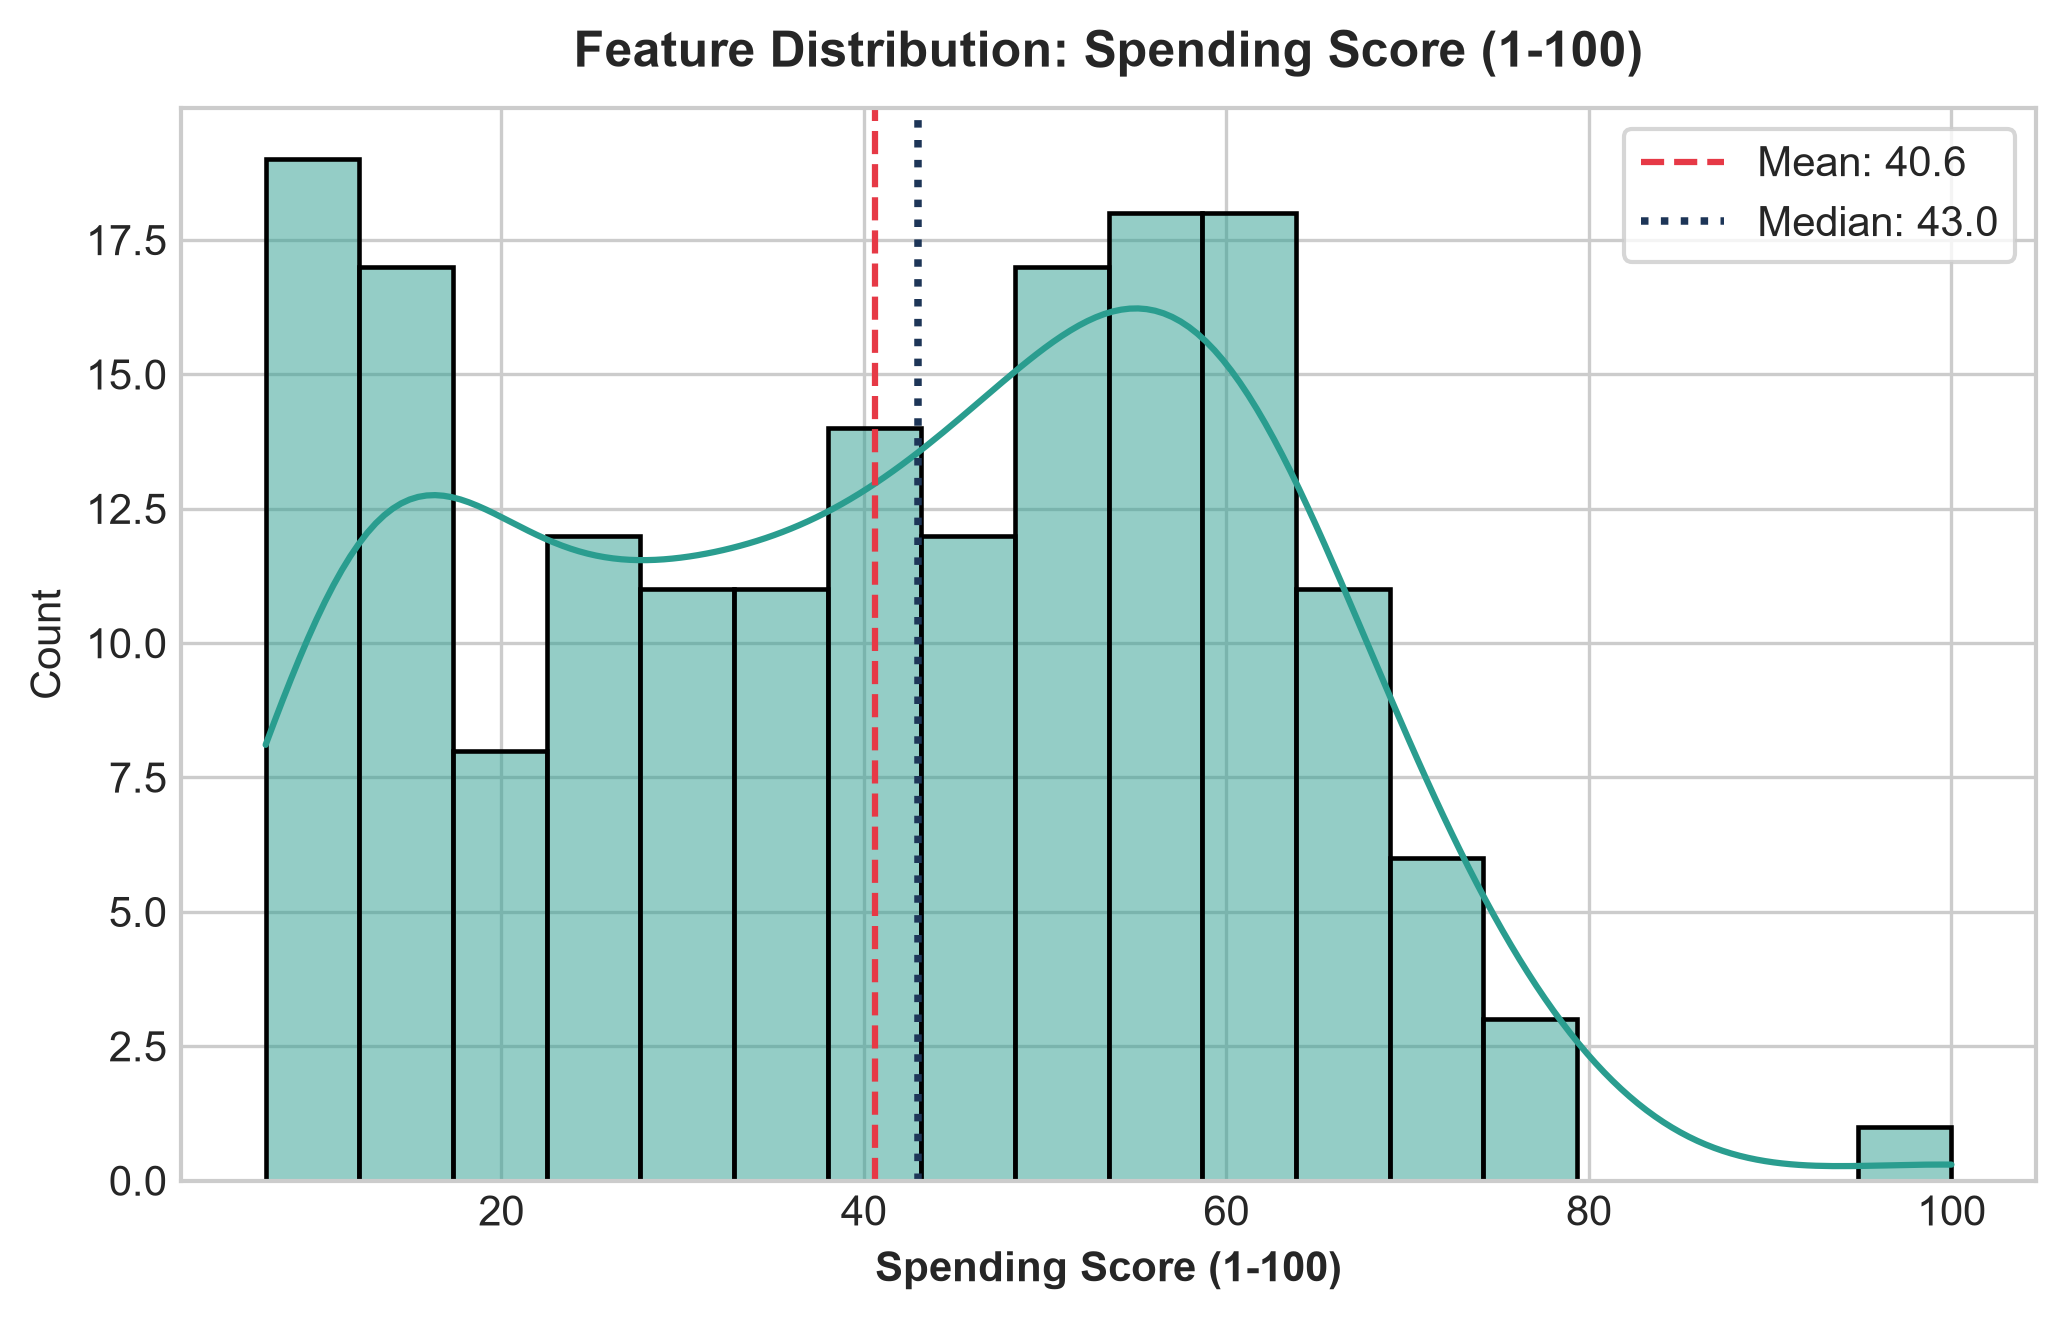 Feature Distribution: Spending Score (1-100)
Mean: 40.6
Median: 43.0
17.5
15.0
12.5
10.0
7.5
5.0
2.5
0.0
Count
20 40 60 80 100
Spending Score (1-100)